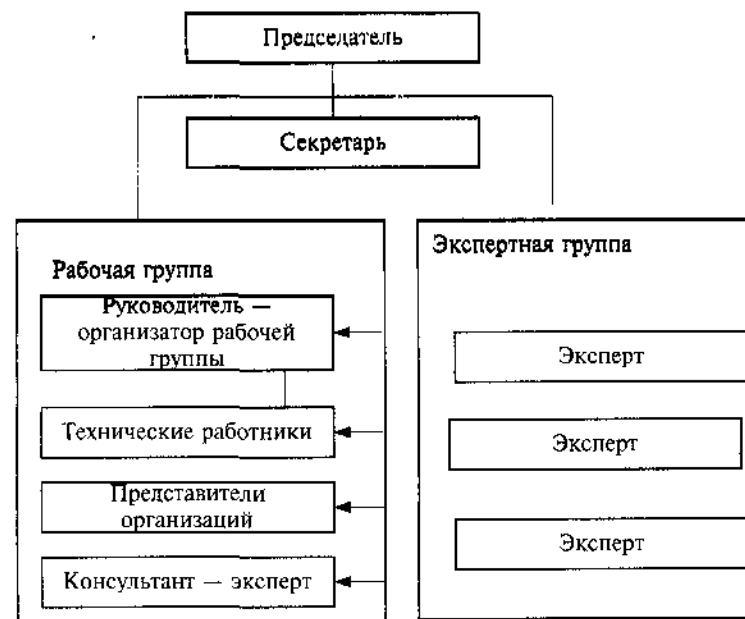 Председатель
Секретарь
Рабочая группа
Руководитель —
организатор рабочей
группы
Технические работники
Представители
организаций
Консультант — эксперт
Экспертная группа
Эксперт
Эксперт
Эксперт